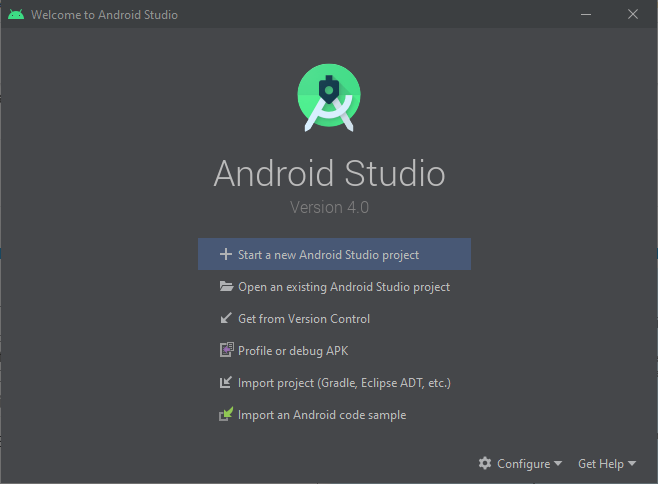 Welcome to Android Studio
Android Studio
Version 4.0
Start a new Android Studio project
Open an existing Android Studio project
Get from Version Control
Profile or debug APK
Import project (Gradle, Eclipse ADT, etc.)
Import an Android code sample
Configure Get Help